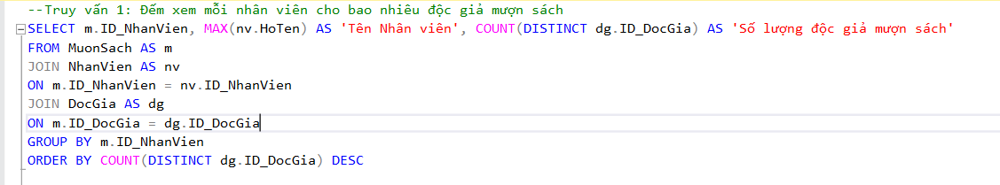 --Truy vấn 1: Đếm xem mỗi nhân viên cho bao nhiêu độc giả mượn sách
SELECT m.ID_NhanVien, MAX(nv.HoTen) AS 'Tên Nhân viên', COUNT(DISTINCT dg.ID_DocGia) AS 'Số lượng độc giả mượn sách'
FROM MuonSach AS m
JOIN NhanVien AS nv
ON m.ID_NhanVien = nv.ID_NhanVien
JOIN DocGia AS dg
ON m.ID_DocGia = dg.ID_DocGia
GROUP BY m.ID_NhanVien
ORDER BY COUNT(DISTINCT dg.ID_DocGia) DESC